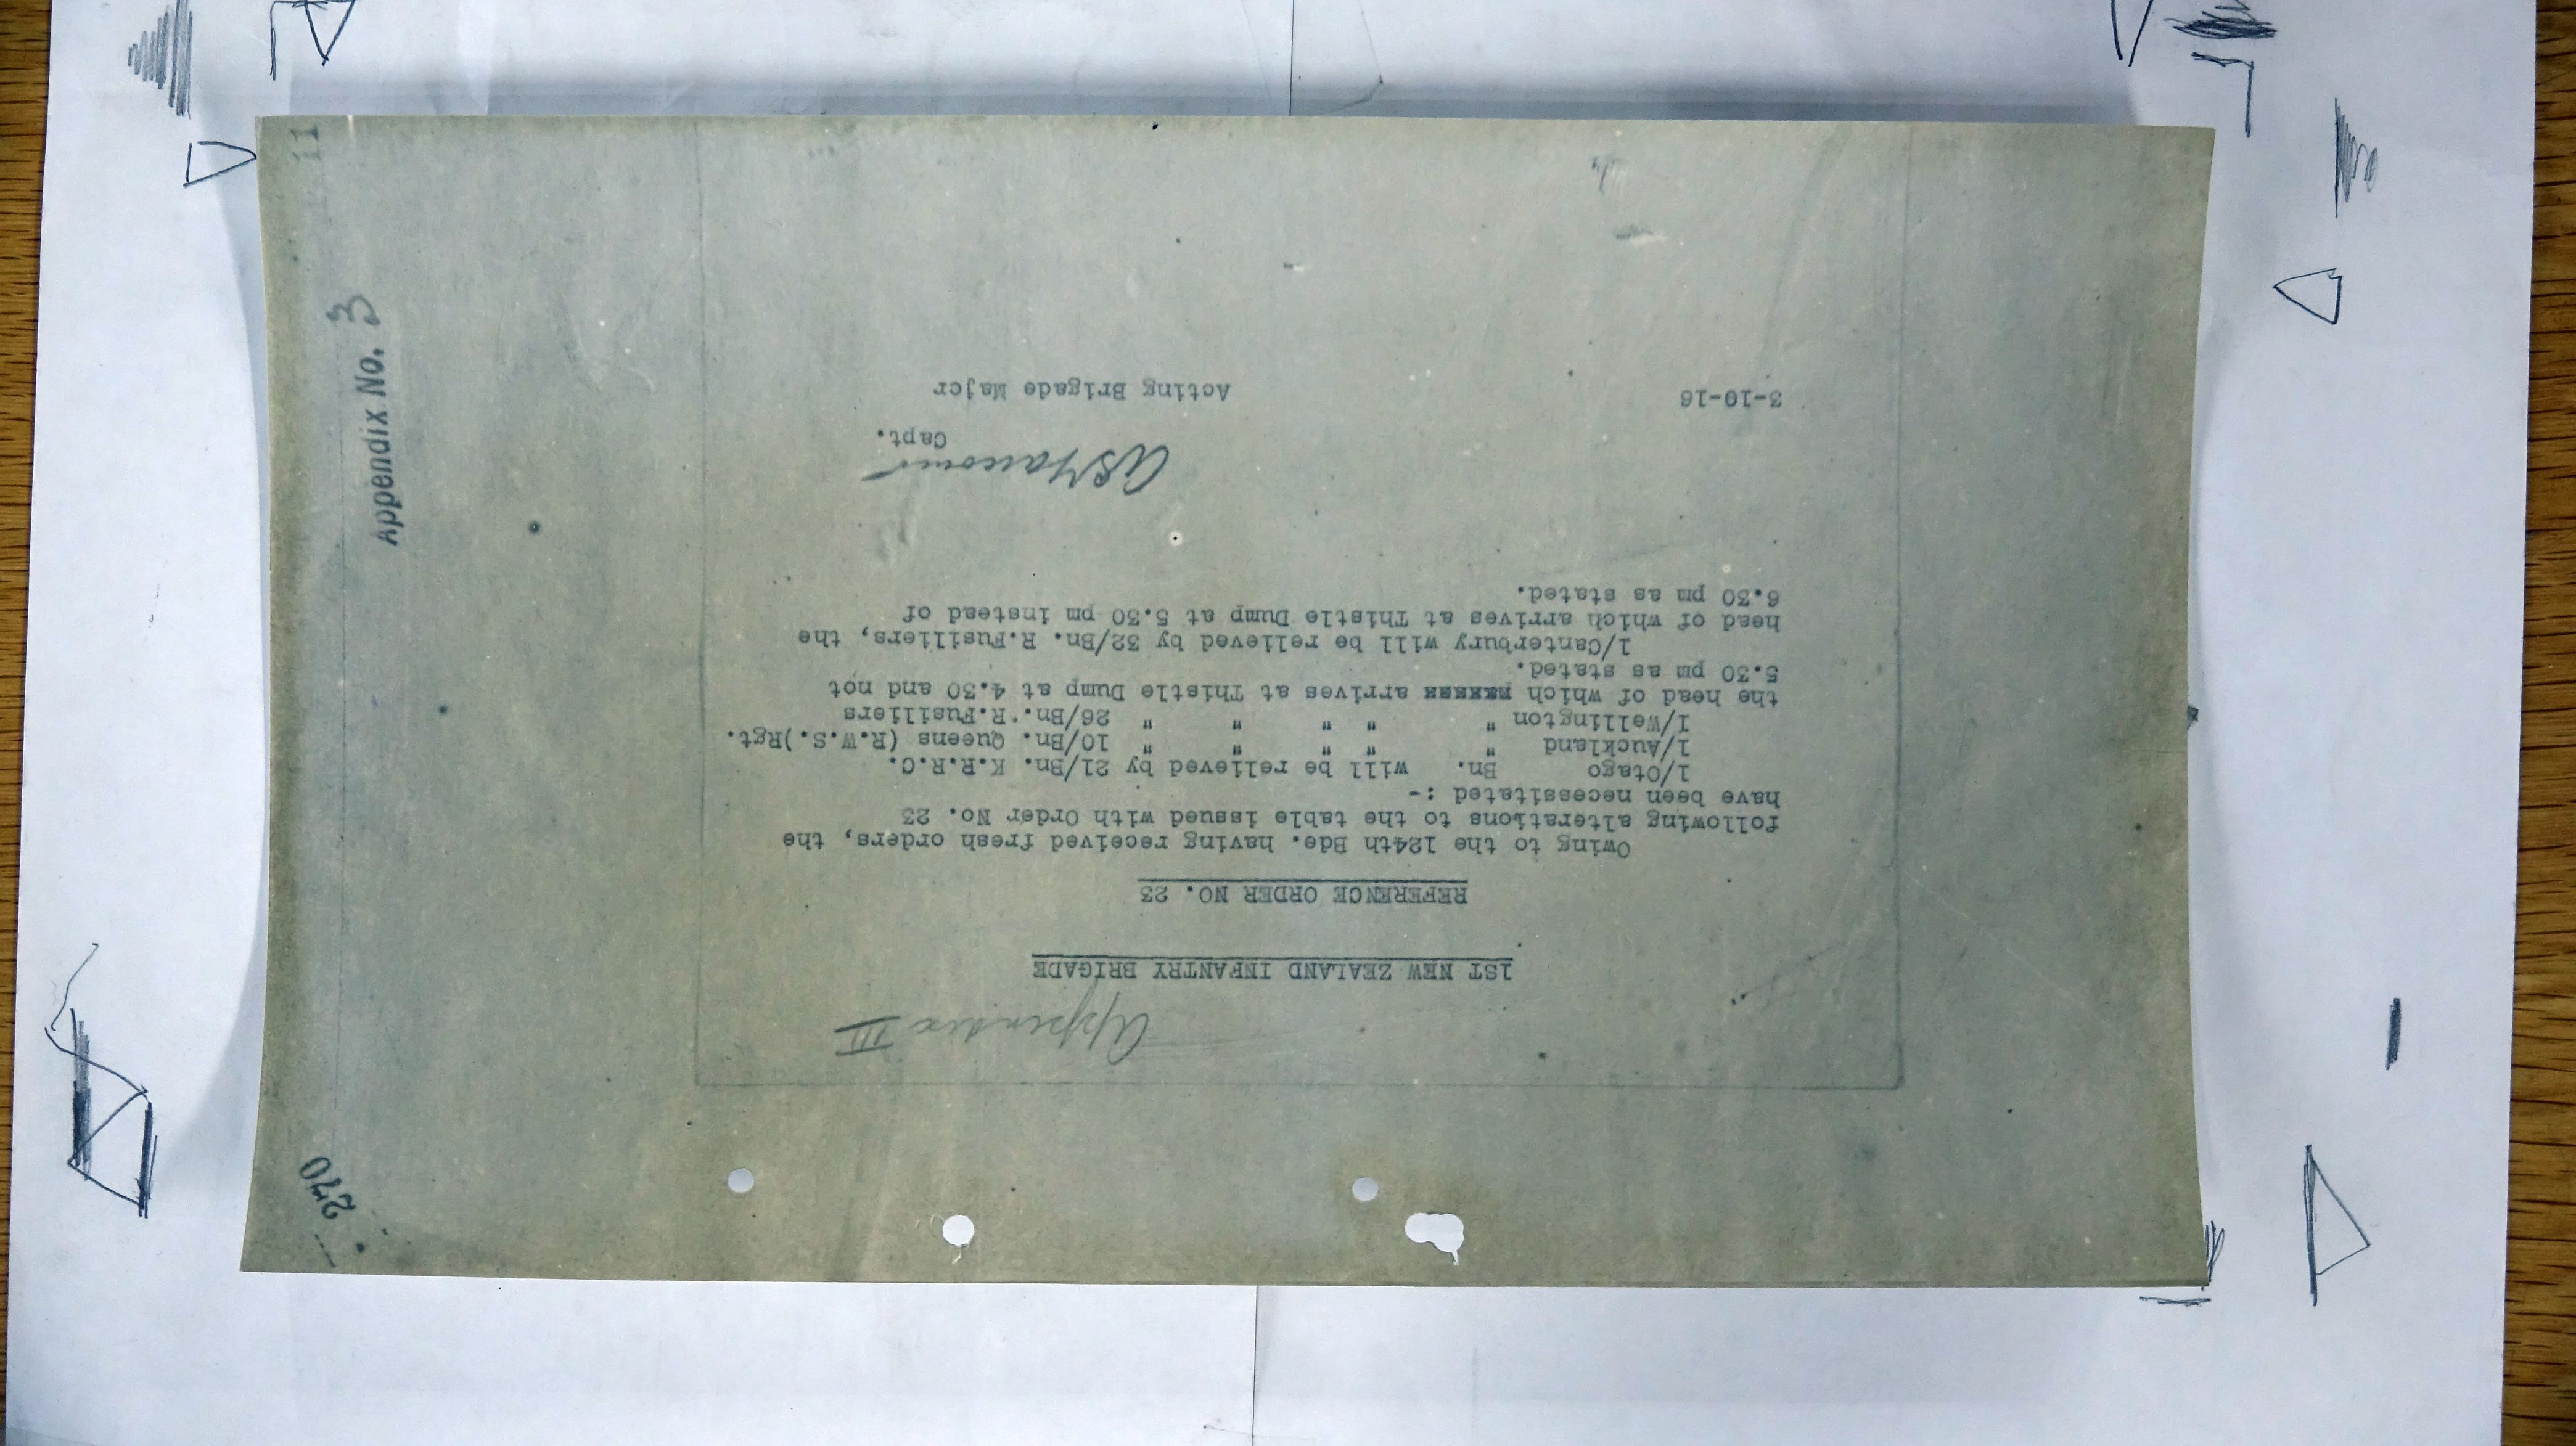 Appendix III
1ST NEW ZEALAND INFANTRY BRIGADE
REFERENCE ORDER NO. 23
Owing to the 124th Bde. having received fresh orders, the
following alterations to the table issued with Order No. 23
have been necessitated :-
1/Otago Bn. will be relieved by 21/Bn. K.R.R.C.
1/Auckland " " " " " 10/Bn. Queens (R.W.S.)Rgt.
1/Wellington " " " " " 26/Bn. R.Fusiliers
the head of which arrives at Thistle Dump at 4.30 and not
5.30 pm as stated.
1/Canterbury will be relieved by 32/Bn. R.Fusiliers, the
head of which arrives at Thistle Dump at 5.30 pm instead of
6.30 pm as stated.
Capt.
3-10-16 Acting Brigade Major
Appendix No. 3
270
11